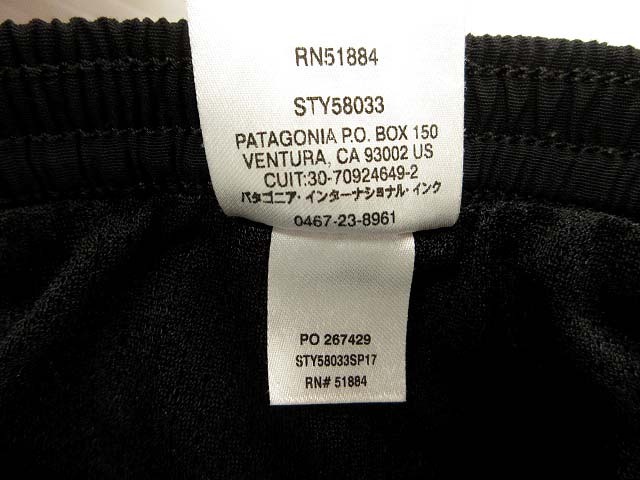 RN51884
STY58033
PATAGONIA P.O. BOX 150
VENTURA, CA 93002 US
CUIT:30-70924649-2
パタゴニア・インターナショナル・インク
0467-23-8961
PO 267429
STY58033SP17
RN# 51884